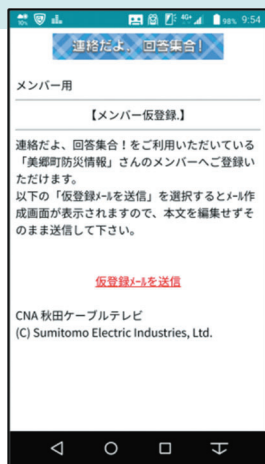 98% 9:54
連絡だよ、回答集合!
メンバー用
【メンバー仮登録.】
連絡だよ、回答集合!をご利用いただいている
「美郷町防災情報」さんのメンバーへご登録い
ただけます。
以下の「仮登録ﾒｰﾙを送信」を選択するとﾒｰﾙ作
成画面が表示されますので、本文を編集せずそ
のまま送信して下さい。
仮登録ﾒｰﾙを送信
CNA 秋田ケーブルテレビ
(C) Sumitomo Electric Industries, Ltd.